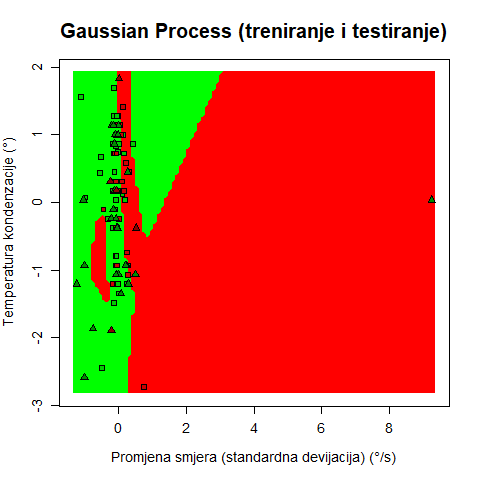 Gaussian Process (treniranje i testiranje)
Temperatura kondenzacije (°)
2
1
0
-1
-2
-3
0 2 4 6 8
Promjena smjera (standardna devijacija) (°/s)